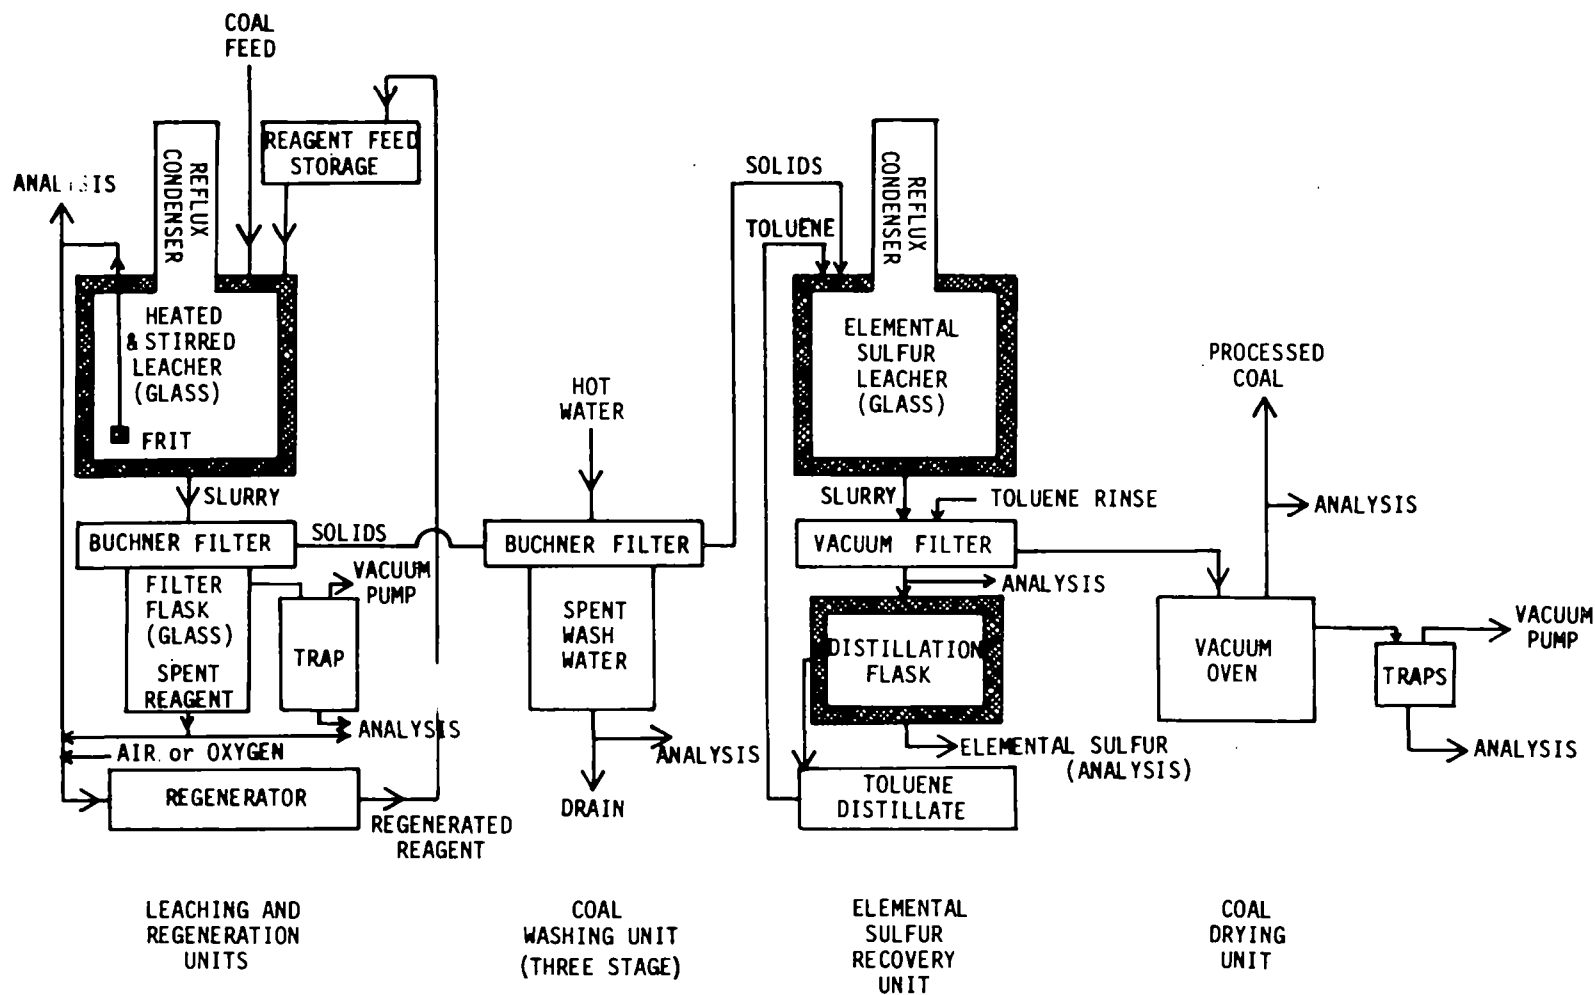 COAL
FEED
REAGENT FEED
STORAGE
REFLUX
CONDENSER
ANALYSIS
HEATED
& STIRRED
LEACHER
(GLASS)
FRIT
SLURRY
BUCHNER FILTER
SOLIDS
FILTER
FLASK
(GLASS)
SPENT
REAGENT
VACUUM
PUMP
TRAP
ANALYSIS
AIR or OXYGEN
REGENERATOR
REGENERATED
REAGENT
HOT
WATER
BUCHNER FILTER
SPENT
WASH
WATER
ANALYSIS
DRAIN
SOLIDS
TOLUENE
REFLUX
CONDENSER
ELEMENTAL
SULFUR
LEACHER
(GLASS)
SLURRY
TOLUENE RINSE
VACUUM FILTER
ANALYSIS
DISTILLATION
FLASK
ELEMENTAL SULFUR
(ANALYSIS)
TOLUENE
DISTILLATE
PROCESSED
COAL
ANALYSIS
VACUUM
OVEN
VACUUM
PUMP
TRAPS
ANALYSIS
LEACHING AND
REGENERATION
UNITS
COAL
WASHING UNIT
(THREE STAGE)
ELEMENTAL
SULFUR
RECOVERY
UNIT
COAL
DRYING
UNIT